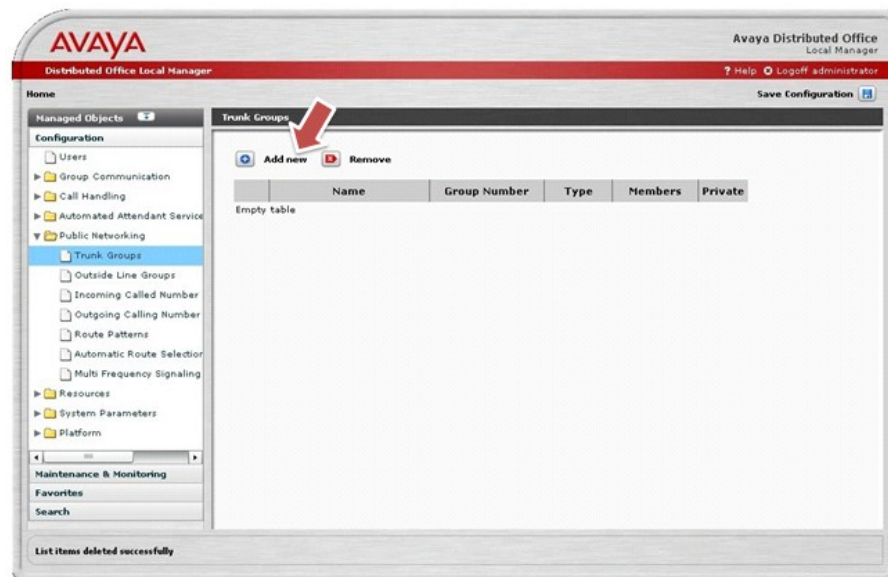 AVAYA
Avaya Distributed Office
Local Manager
Distributed Office Local Manager
? Help Logoff administrator
Home
Save Configuration
Managed Objects
Trunk Groups
Configuration
Users
Group Communication
Call Handling
Automated Attendant Service
Public Networking
Trunk Groups
Outside Line Groups
Incoming Called Number
Outgoing Calling Number
Route Patterns
Automatic Route Selection
Multi Frequency Signaling
Resources
System Parameters
Platform
Maintenance & Monitoring
Favorites
Search
Add new Remove
Name Group Number Type Members Private
Empty table
List items deleted successfully